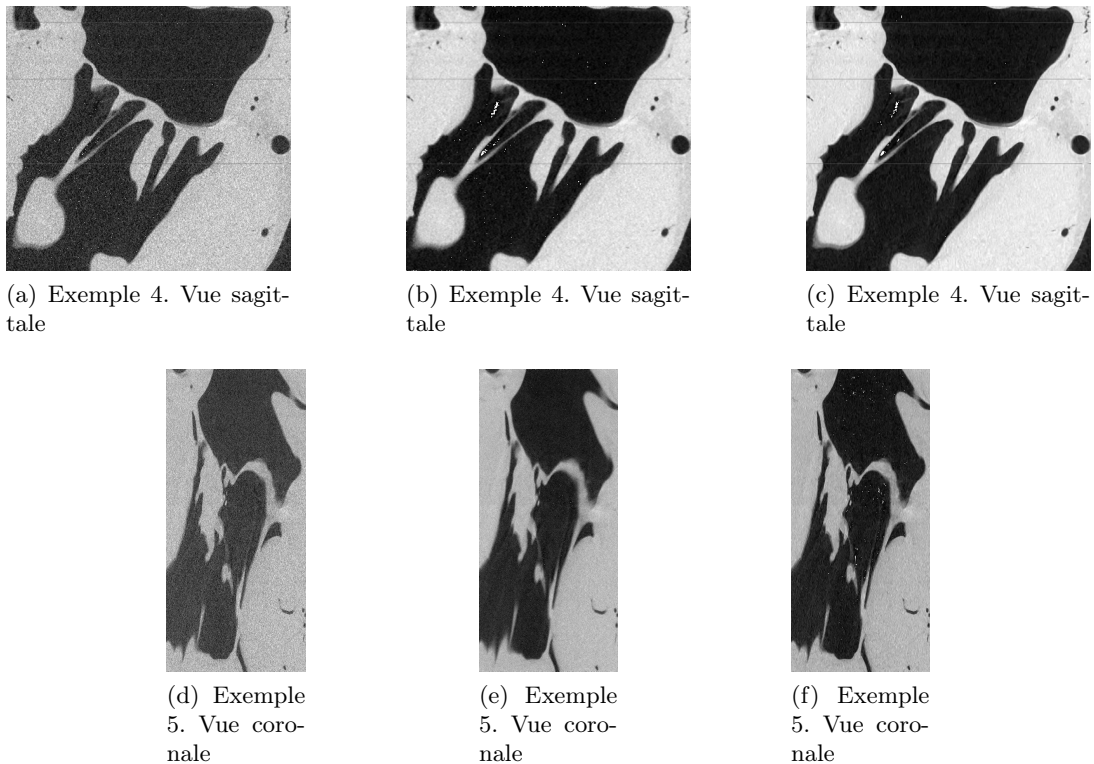 (a) Exemple 4. Vue sagit-
tale
(b) Exemple 4. Vue sagit-
tale
(c) Exemple 4. Vue sagit-
tale
(d) Exemple
5. Vue coro-
nale
(e) Exemple
5. Vue coro-
nale
(f) Exemple
5. Vue coro-
nale